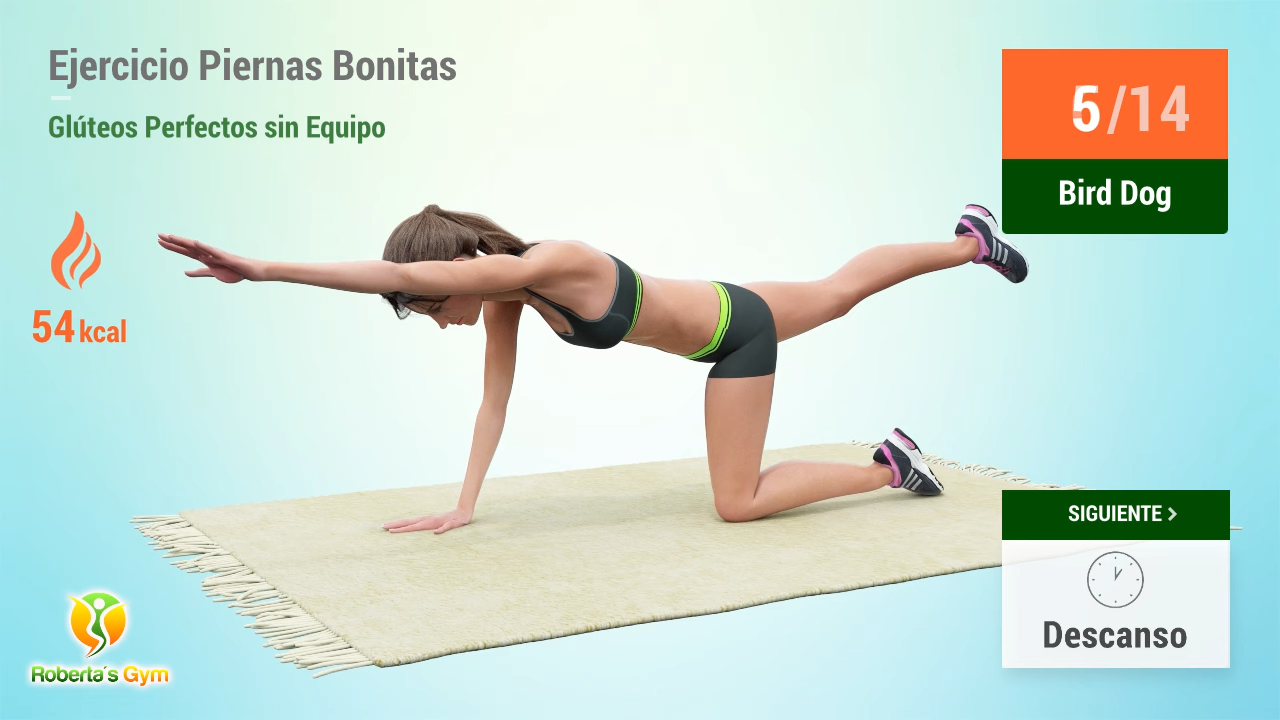 Ejercicio Piernas Bonitas
Glúteos Perfectos sin Equipo
5/14
Bird Dog
54 kcal
SIGUIENTE >
Descanso
Roberta´s Gym